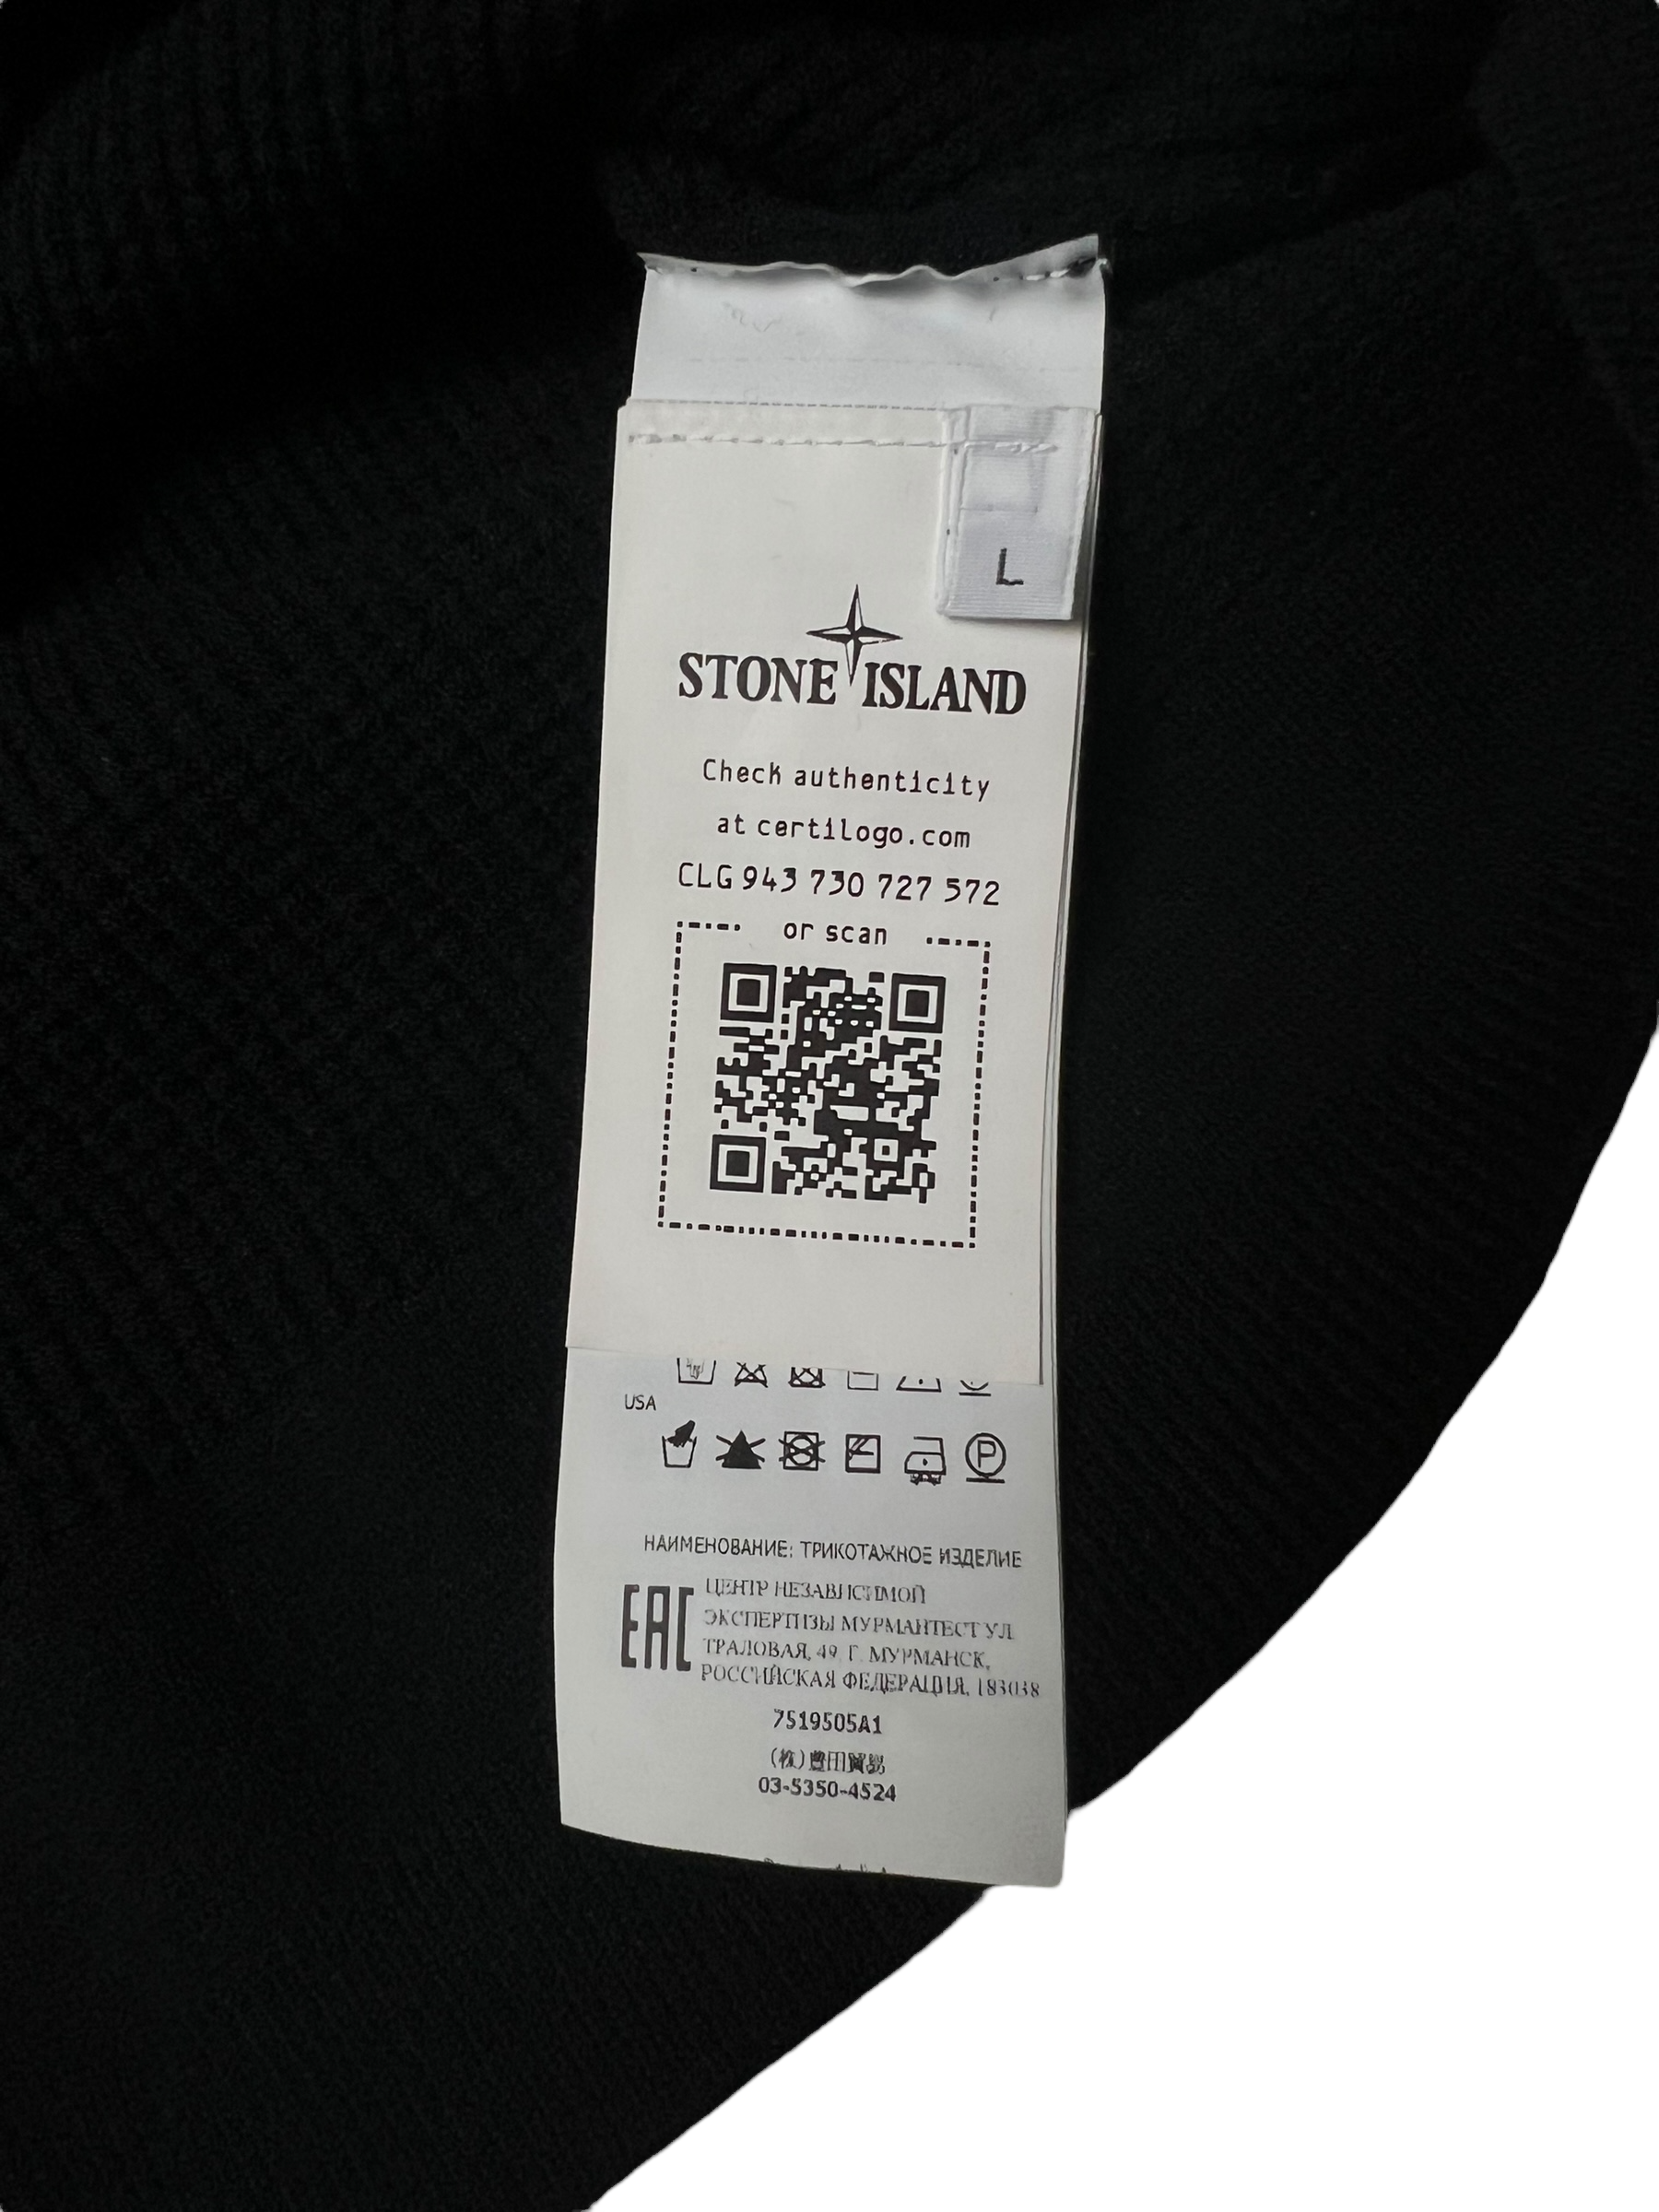 L
STONE ISLAND
Check authenticity
at certilogo.com
CLG 943 730 727 572
or scan
USA
P
НАИМЕНОВАНИЕ: ТРИКОТАЖНОЕ ИЗДЕЛИЕ
EAC
ЦЕНТР НЕЗАВИСИМОЙ
ЭКСПЕРТИЗЫ МУРМАНТЕСТ УЛ.
ТРАЛОВАЯ, 49, Г. МУРМАНСК,
РОССИЙСКАЯ ФЕДЕРАЦИЯ, 183038
7519505A1
(株)豊田貿易
03-5350-4524